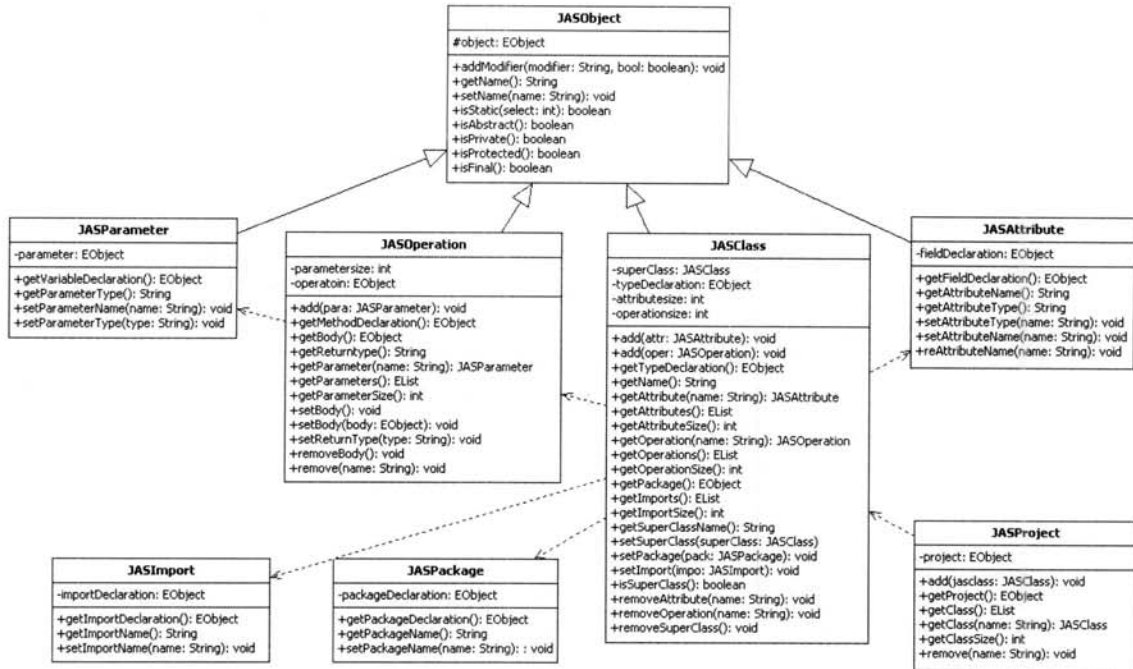 JASObject
#object: EObject
+addModifier(modifier: String, bool: boolean): void
+getName(): String
+setName(name: String): void
+isStatic(select: int): boolean
+isAbstract(): boolean
+isPrivate(): boolean
+isProtected(): boolean
+isFinal(): boolean
JASParameter
-parameter: EObject
+getVariableDeclaration(): EObject
+getParameterType(): String
+setParameterName(name: String): void
+setParameterType(type: String): void
JASOperation
-parametersize: int
-operatoin: EObject
+add(para: JASParameter): void
+getMethodDeclaration(): EObject
+getBody(): EObject
+getReturntype(): String
+getParameter(name: String): JASParameter
+getParameters(): EList
+getParameterSize(): int
+setBody(): void
+setBody(body: EObject): void
+setReturnType(type: String): void
+removeBody(): void
+remove(name: String): void
JASClass
-superClass: JASClass
-typeDeclaration: EObject
-attributesize: int
-operationsize: int
+add(attr: JASAttribute): void
+add(oper: JASOperation): void
+getTypeDeclaration(): EObject
+getName(): String
+getAttribute(name: String): JASAttribute
+getAttributes(): EList
+getAttributeSize(): int
+getOperation(name: String): JASOperation
+getOperations(): EList
+getOperationSize(): int
+getPackage(): EObject
+getImports(): EList
+getImportSize(): int
+getSuperClassName(): String
+setSuperClass(superClass: JASClass)
+setPackage(pack: JASPackage): void
+setImport(impo: JASImport): void
+isSuperClass(): boolean
+removeAttribute(name: String): void
+removeOperation(name: String): void
+removeSuperClass(): void
JASAttribute
-fieldDeclaration: EObject
+getFieldDeclaration(): EObject
+getAttributeName(): String
+getAttributeType(): String
+setAttributeType(name: String): void
+setAttributeName(name: String): void
+reAttributeName(name: String): void
JASImport
-importDeclaration: EObject
+getImportDeclaration(): EObject
+getImportName(): String
+setImportName(name: String): void
JASPackage
-packageDeclaration: EObject
+getPackageDeclaration(): EObject
+getPackageName(): String
+setPackageName(name: String): : void
JASProject
-project: EObject
+add(jasclass: JASClass): void
+getProject(): EObject
+getClass(): EList
+getClass(name: String): JASClass
+getClassSize(): int
+remove(name: String): void